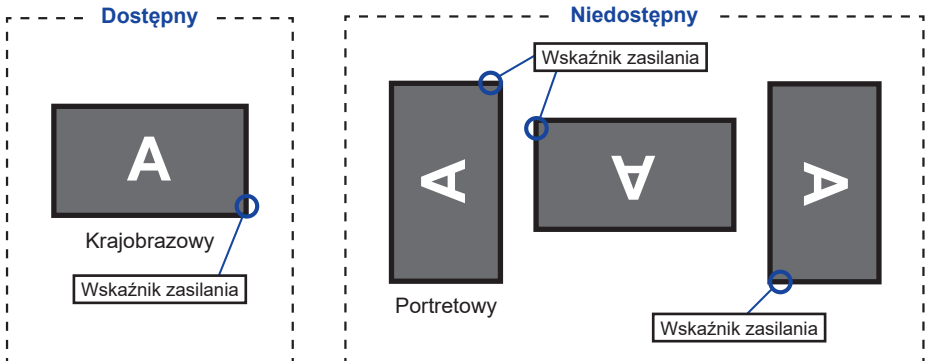 Dostępny
A
Krajobrazowy
Wskaźnik zasilania
Niedostępny
Wskaźnik zasilania
A
A
A
Portretowy
Wskaźnik zasilania